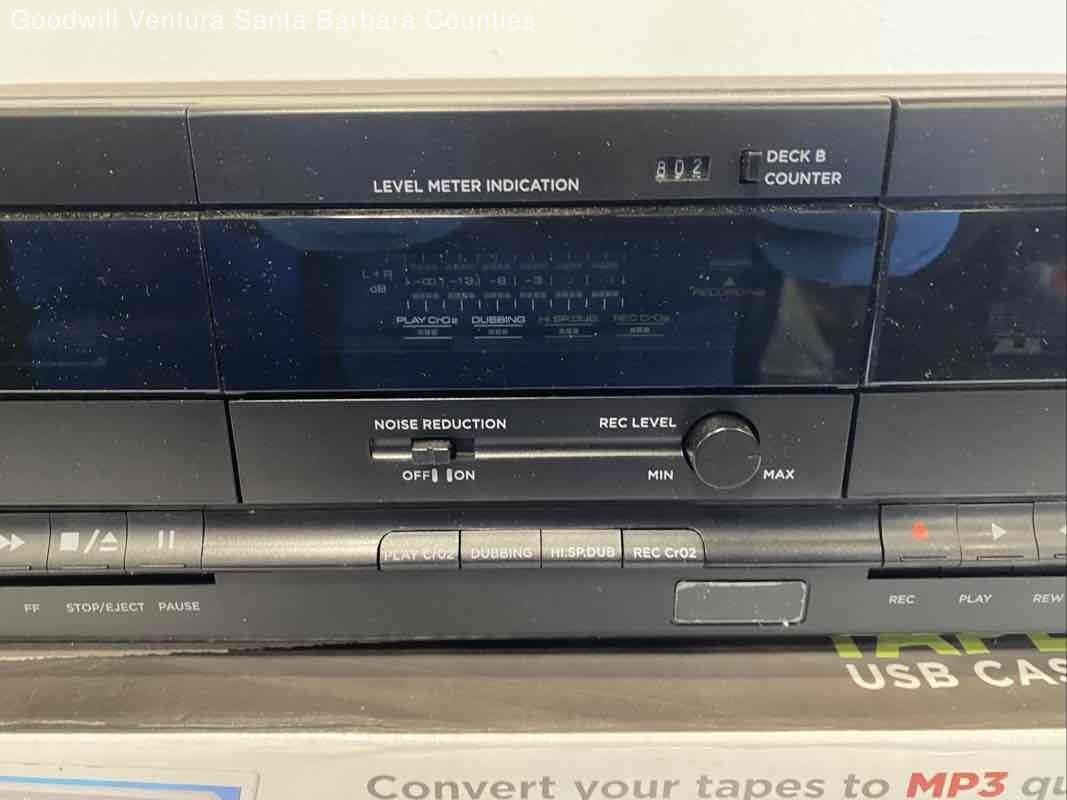 Goodwill Ventura Santa Barbara Counties
802
DECK B
COUNTER
LEVEL METER INDICATION
L+R
dB
PLAY CrO2 DUBBING HI.SP.DUB REC CrO2
RECORDING
NOISE REDUCTION
REC LEVEL
OFF ON
MIN
MAX
PLAY CrO2 DUBBING HI.SP.DUB REC CrO2
FF STOP/EJECT PAUSE
REC PLAY REW
USB CAS
Convert your tapes to MP3 qu